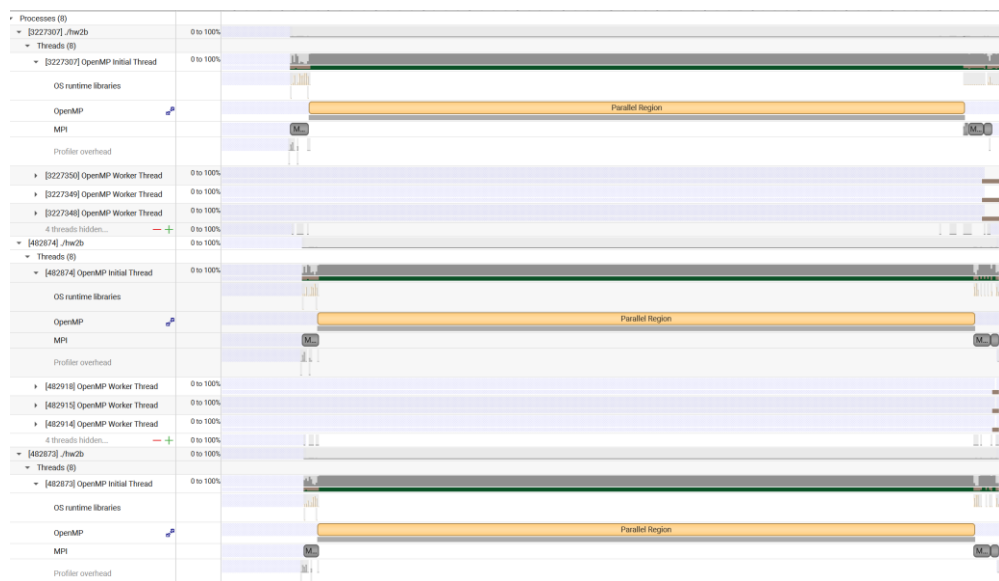 Processes (8)
[3227307] ./hw2b 0 to 100%
Threads (8)
[3227307] OpenMP Initial Thread 0 to 100%
OS runtime libraries
OpenMP Parallel Region
MPI M... M...
Profiler overhead
[3227350] OpenMP Worker Thread 0 to 100%
[3227349] OpenMP Worker Thread 0 to 100%
[3227348] OpenMP Worker Thread 0 to 100%
4 threads hidden... 0 to 100%
[482874] ./hw2b 0 to 100%
Threads (8)
[482874] OpenMP Initial Thread 0 to 100%
OS runtime libraries
OpenMP Parallel Region
MPI M... M...
Profiler overhead
[482918] OpenMP Worker Thread 0 to 100%
[482915] OpenMP Worker Thread 0 to 100%
[482914] OpenMP Worker Thread 0 to 100%
4 threads hidden... 0 to 100%
[482873] ./hw2b 0 to 100%
Threads (8)
[482873] OpenMP Initial Thread 0 to 100%
OS runtime libraries
OpenMP Parallel Region
MPI M... M...
Profiler overhead